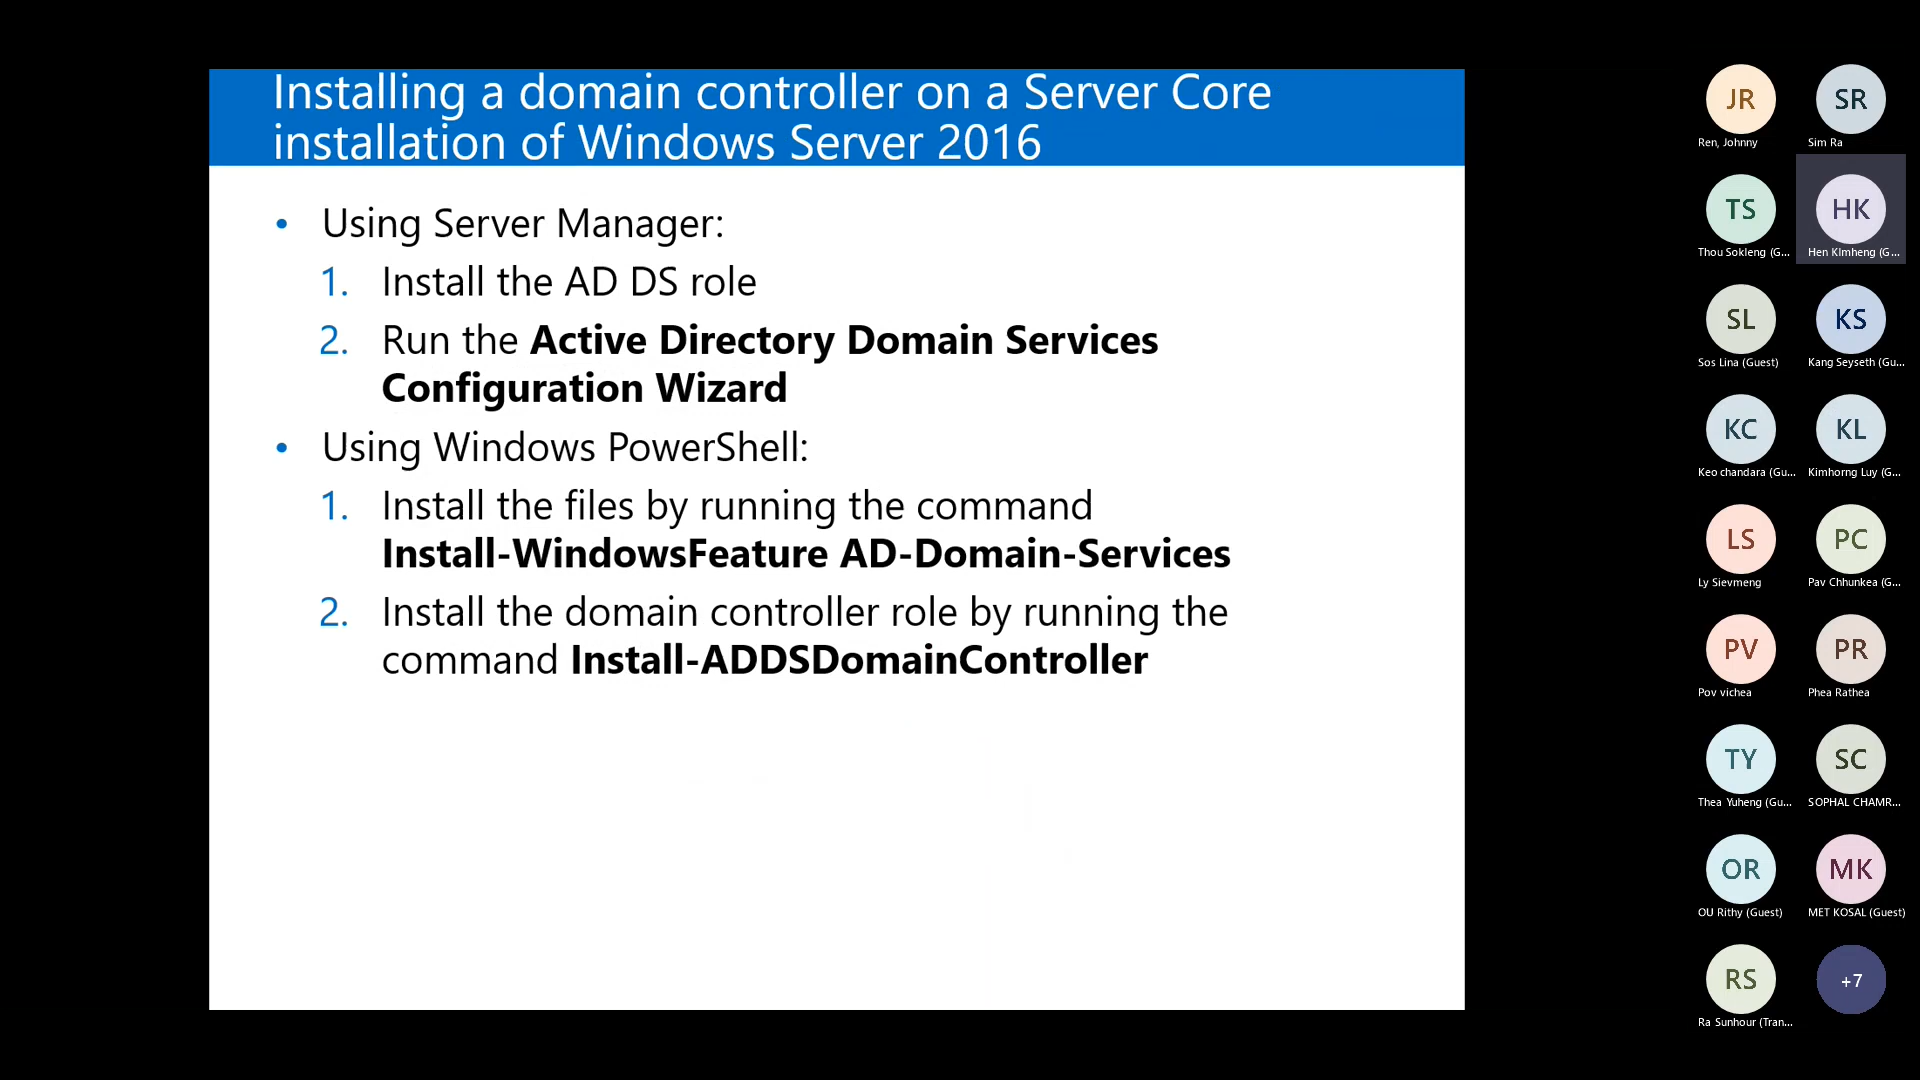 Installing a domain controller on a Server Core
installation of Windows Server 2016
• Using Server Manager:
1. Install the AD DS role
2. Run the Active Directory Domain Services
Configuration Wizard
• Using Windows PowerShell:
1. Install the files by running the command
Install-WindowsFeature AD-Domain-Services
2. Install the domain controller role by running the
command Install-ADDSDomainController
JR SR
Ren, Johnny Sim Ra
TS HK
Thou Sokleng (G... Hen KImheng (G...
SL KS
Sos Lina (Guest) Kang Seyseth (Gu...
KC KL
Keo chandara (Gu... Kimhorng Luy (G...
LS PC
Ly Sievmeng Pav Chhunkea (G...
PV PR
Pov vichea Phea Rathea
TY SC
Thea Yuheng (Gu... SOPHAL CHAMR...
OR MK
OU Rithy (Guest) MET KOSAL (Guest)
RS +7
Ra Sunhour (Tran...